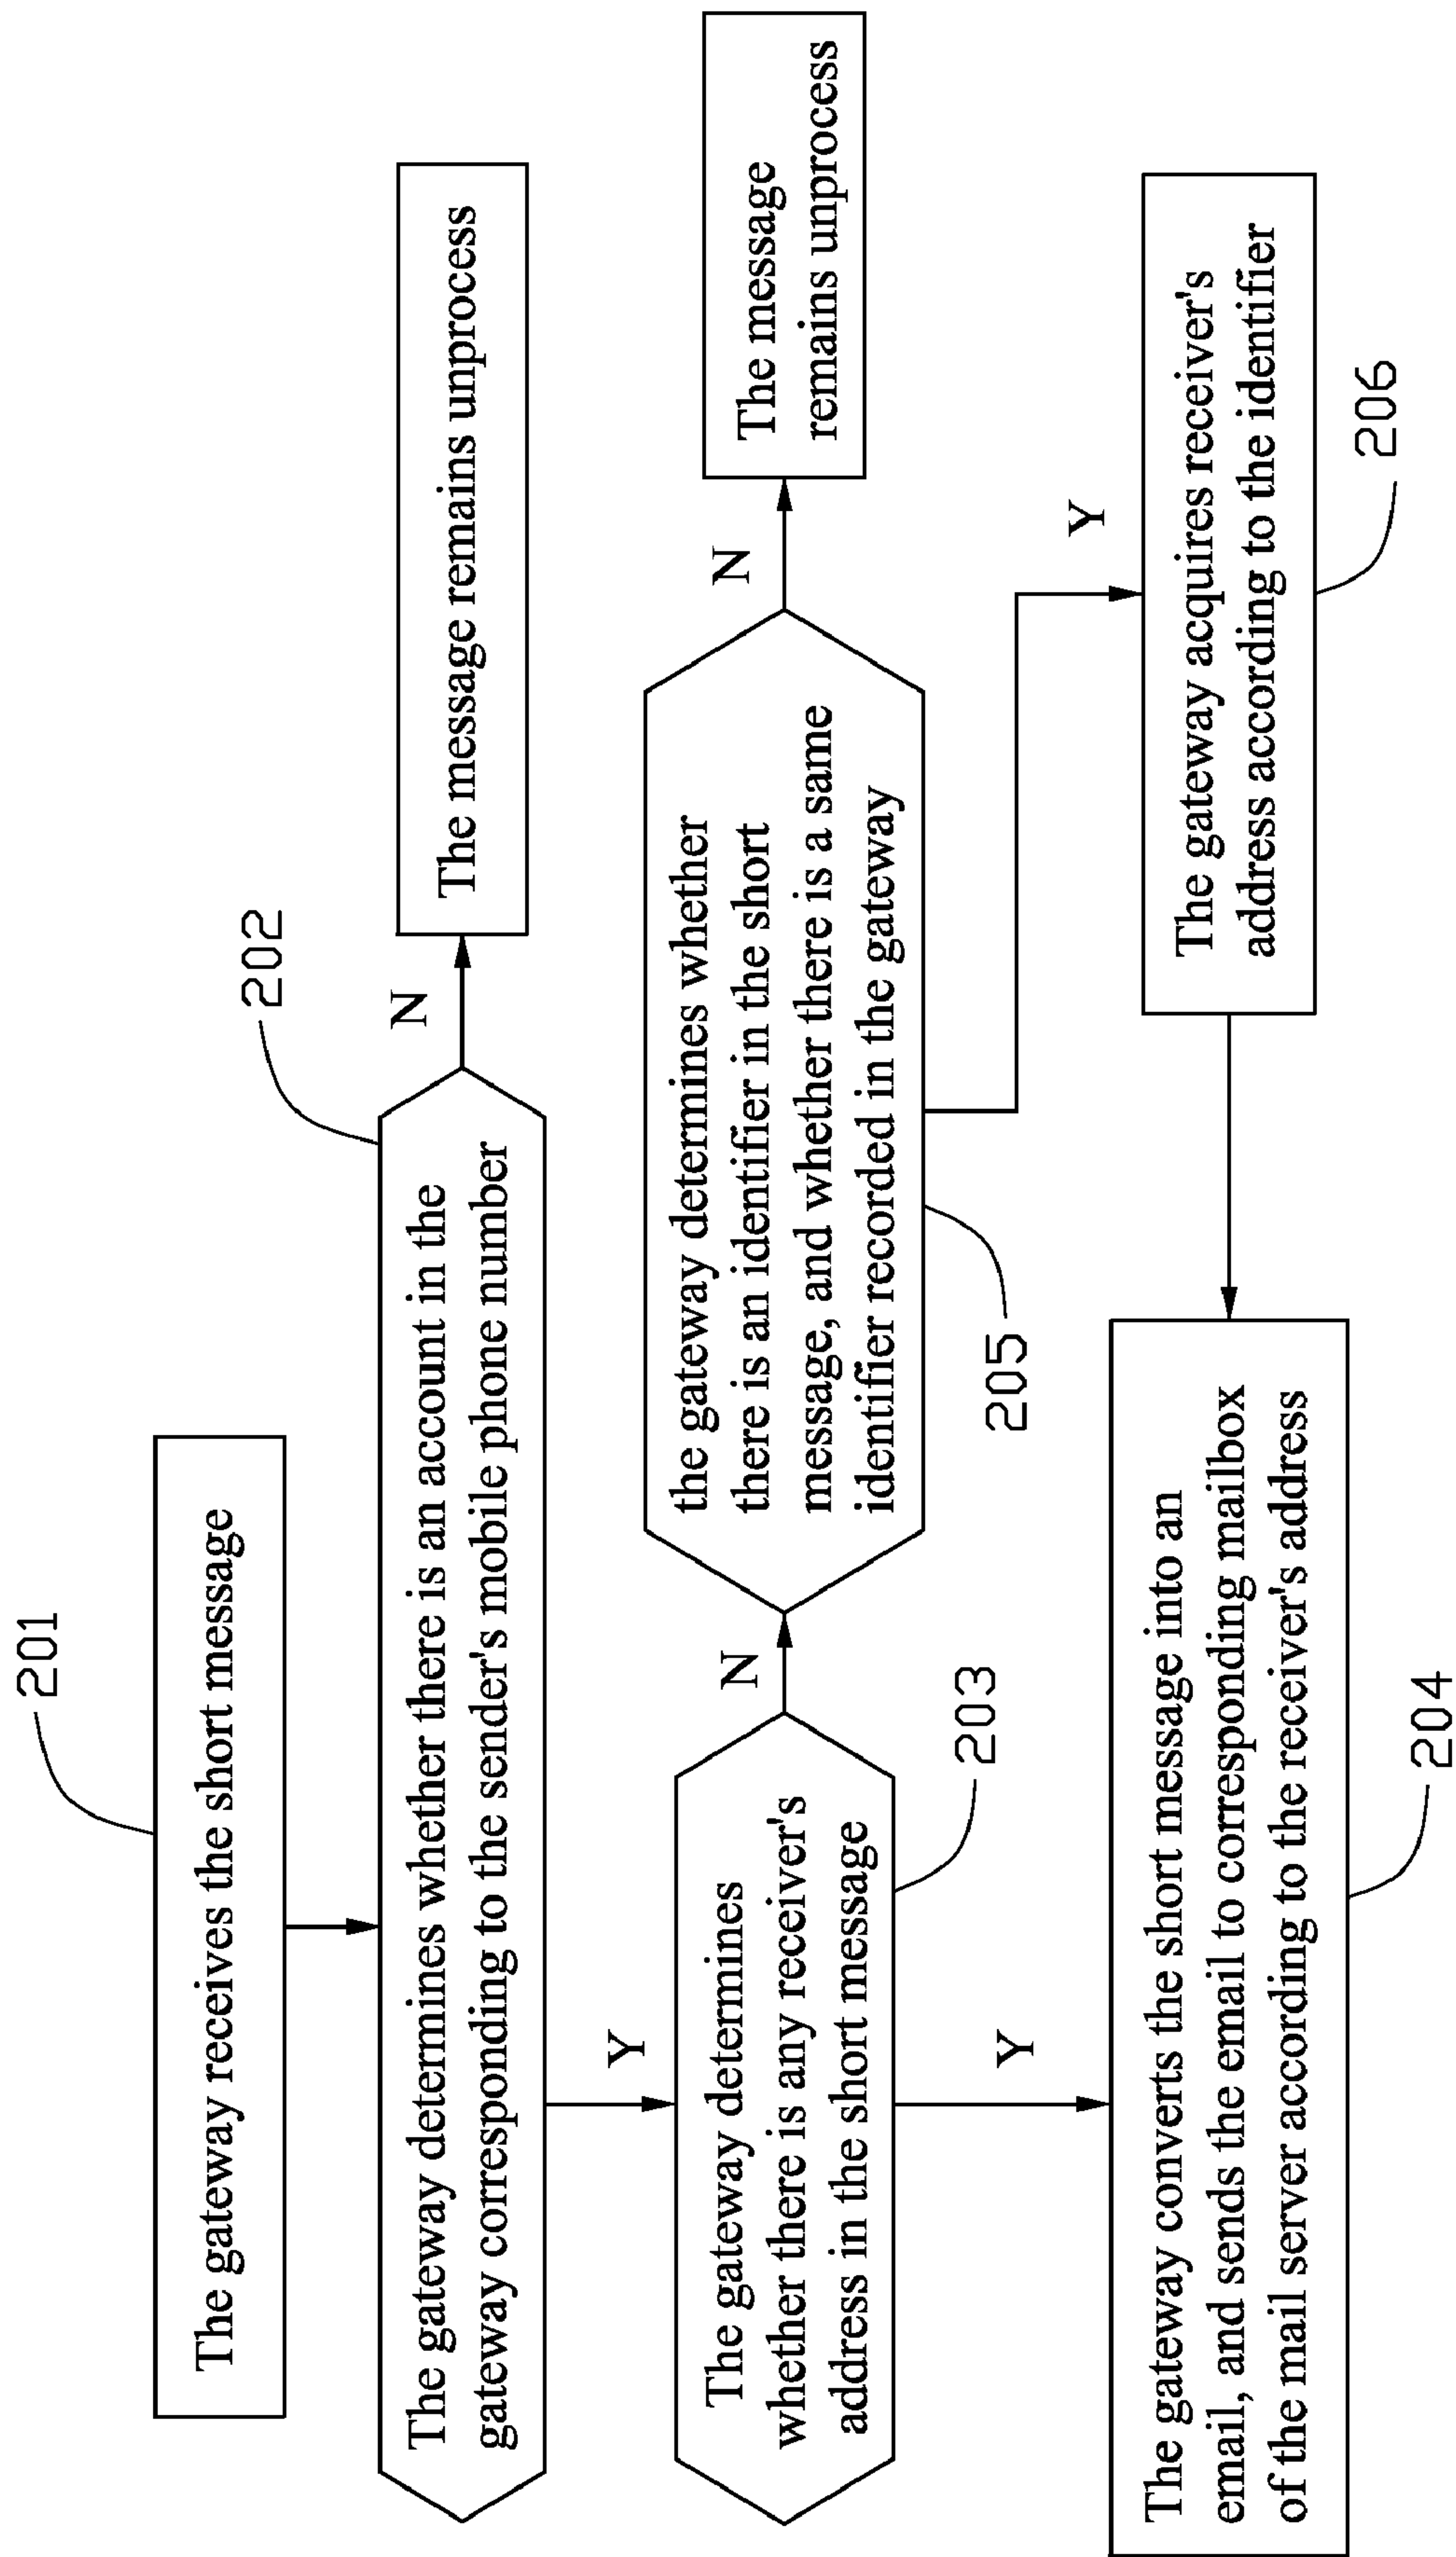 201
The gateway receives the short message
202
The gateway determines whether there is an account in the
gateway corresponding to the sender's mobile phone number
N
The message remains unprocess
Y
The gateway determines
whether there is any receiver's
address in the short message
203
N
the gateway determines whether
there is an identifier in the short
message, and whether there is a same
identifier recorded in the gateway
205
N
The message
remains unprocess
Y
Y
The gateway converts the short message into an
email, and sends the email to corresponding mailbox
of the mail server according to the receiver's address
204
The gateway acquires receiver's
address according to the identifier
206